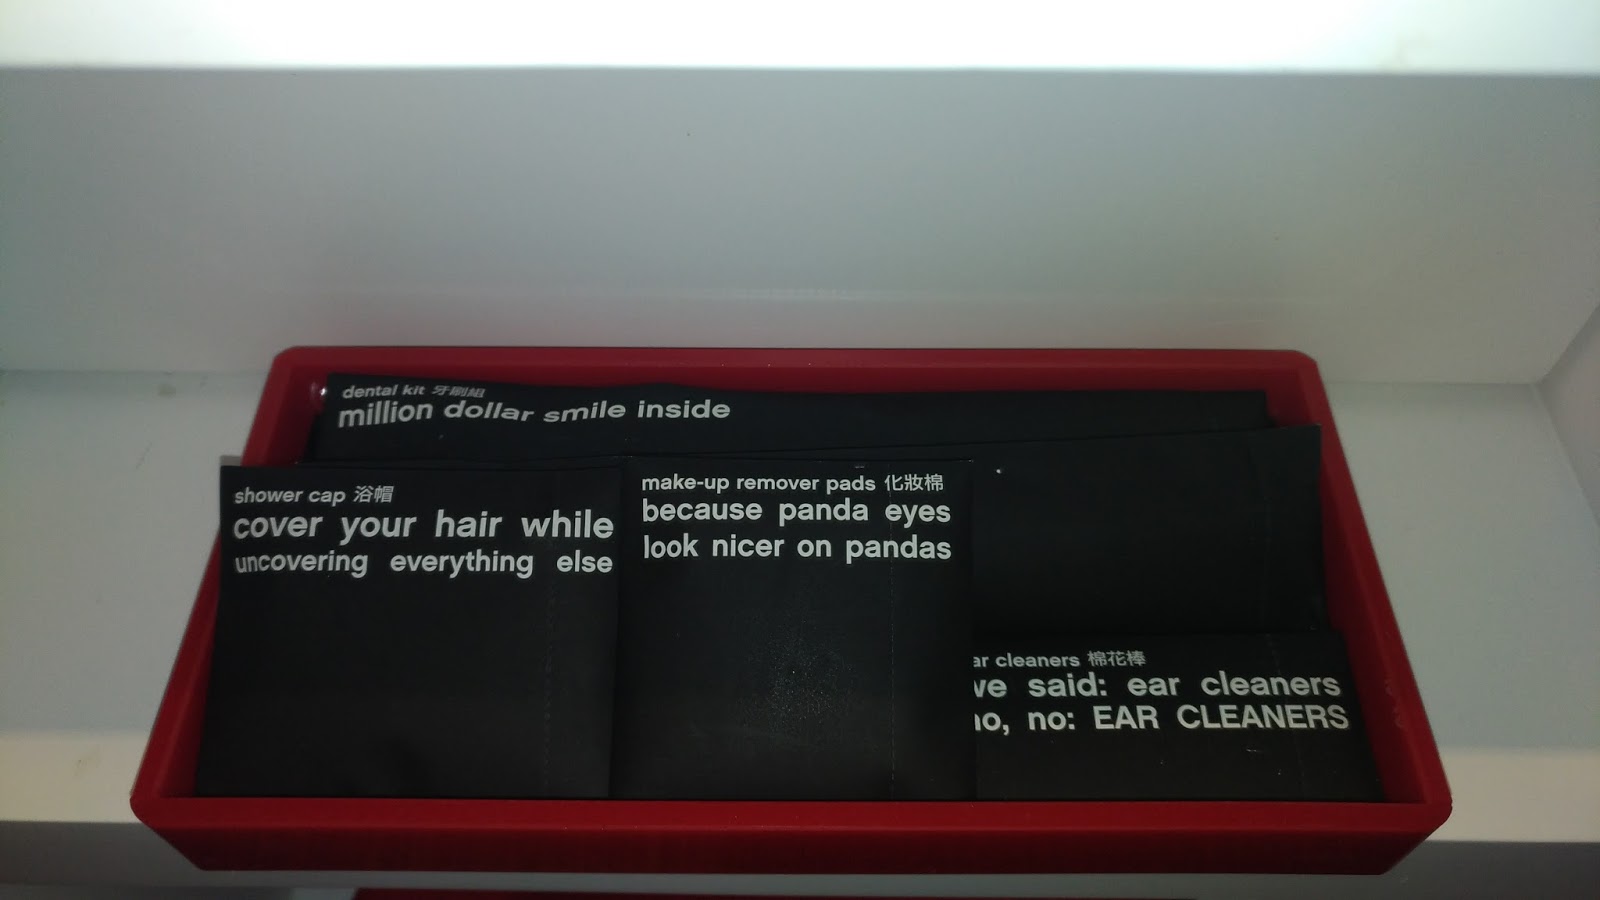 dental kit 牙刷組
million dollar smile inside
shower cap 浴帽
cover your hair while
uncovering everything else
make-up remover pads 化妝棉
because panda eyes
look nicer on pandas
ar cleaners 棉花棒
we said: ear cleaners
no, no: EAR CLEANERS